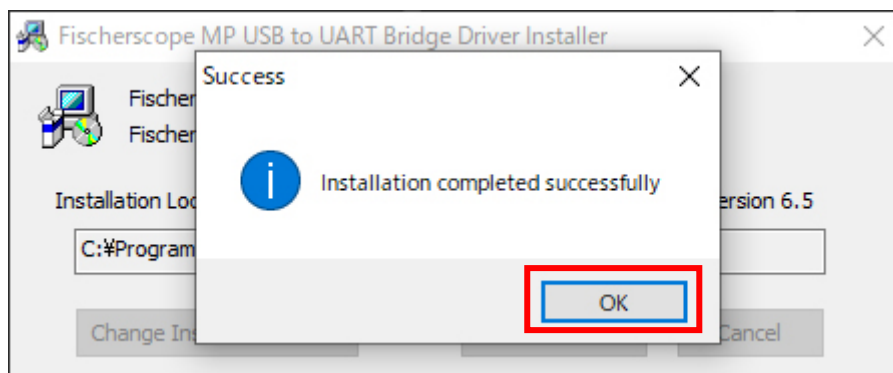 Fischerscope MP USB to UART Bridge Driver Installer
Success
Fischer
Fischer
Installation completed successfully
Installation Loc
ersion 6.5
C:¥Program
OK
Change Ins
Cancel